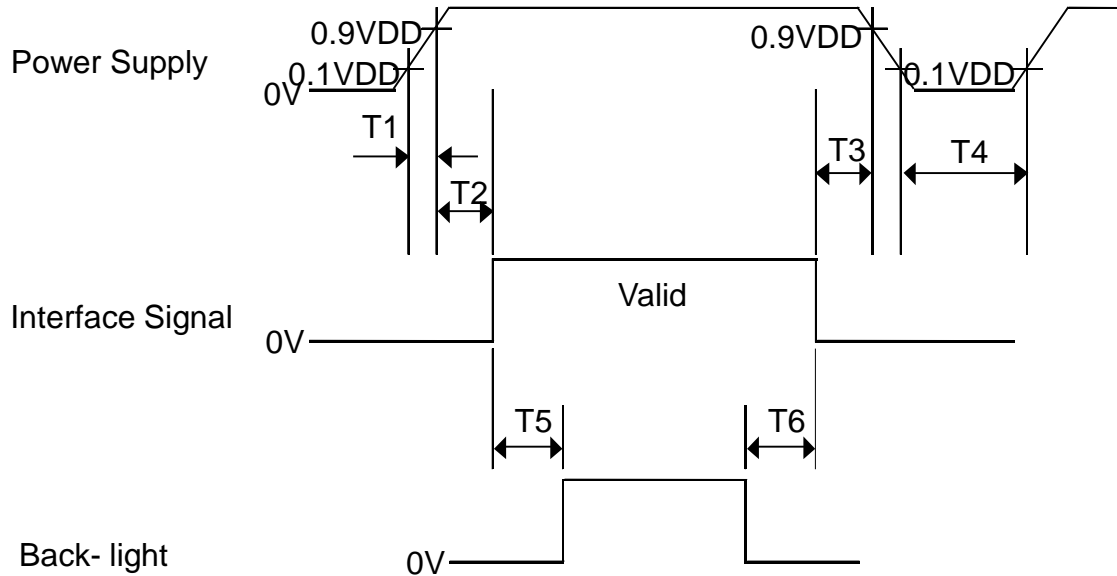 0.9VDD
0.9VDD
Power Supply
0.1VDD
0.1VDD
0V
T1
T3
T4
T2
Valid
Interface Signal
0V
T5
T6
Back- light
0V